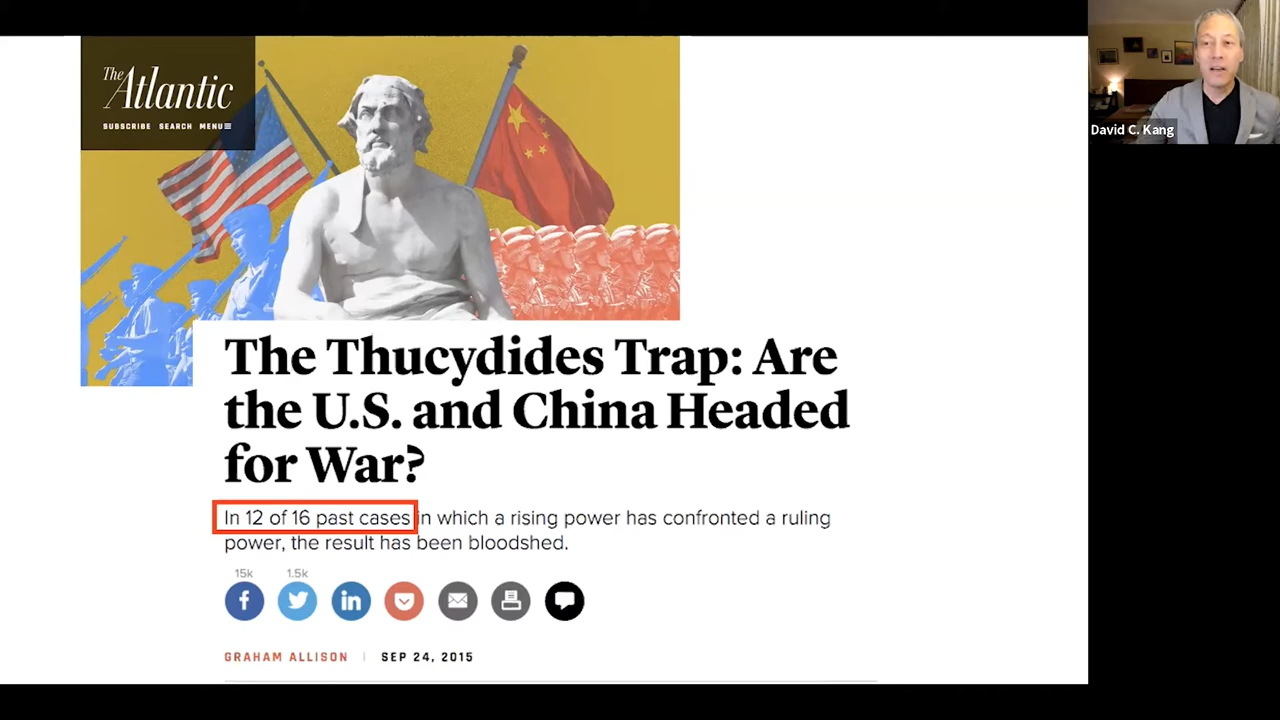 The
Atlantic
SUBSCRIBE SEARCH MENU
David C. Kang
The Thucydides Trap: Are
the U.S. and China Headed
for War?
In 12 of 16 past cases in which a rising power has confronted a ruling
power, the result has been bloodshed.
15k 1.5k
GRAHAM ALLISON | SEP 24, 2015